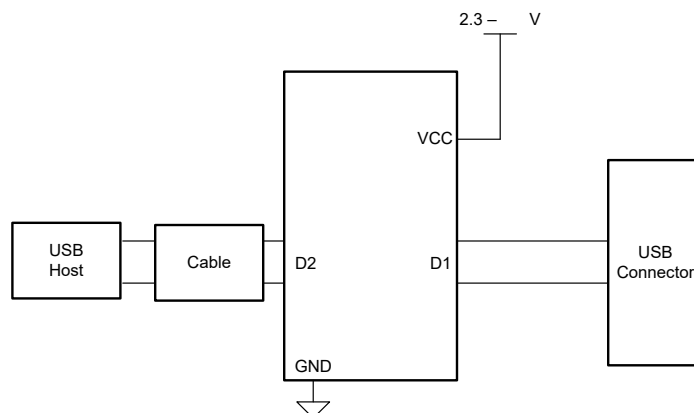 2.3 – V
VCC
USB
Host
Cable
D2
D1
USB
Connector
GND